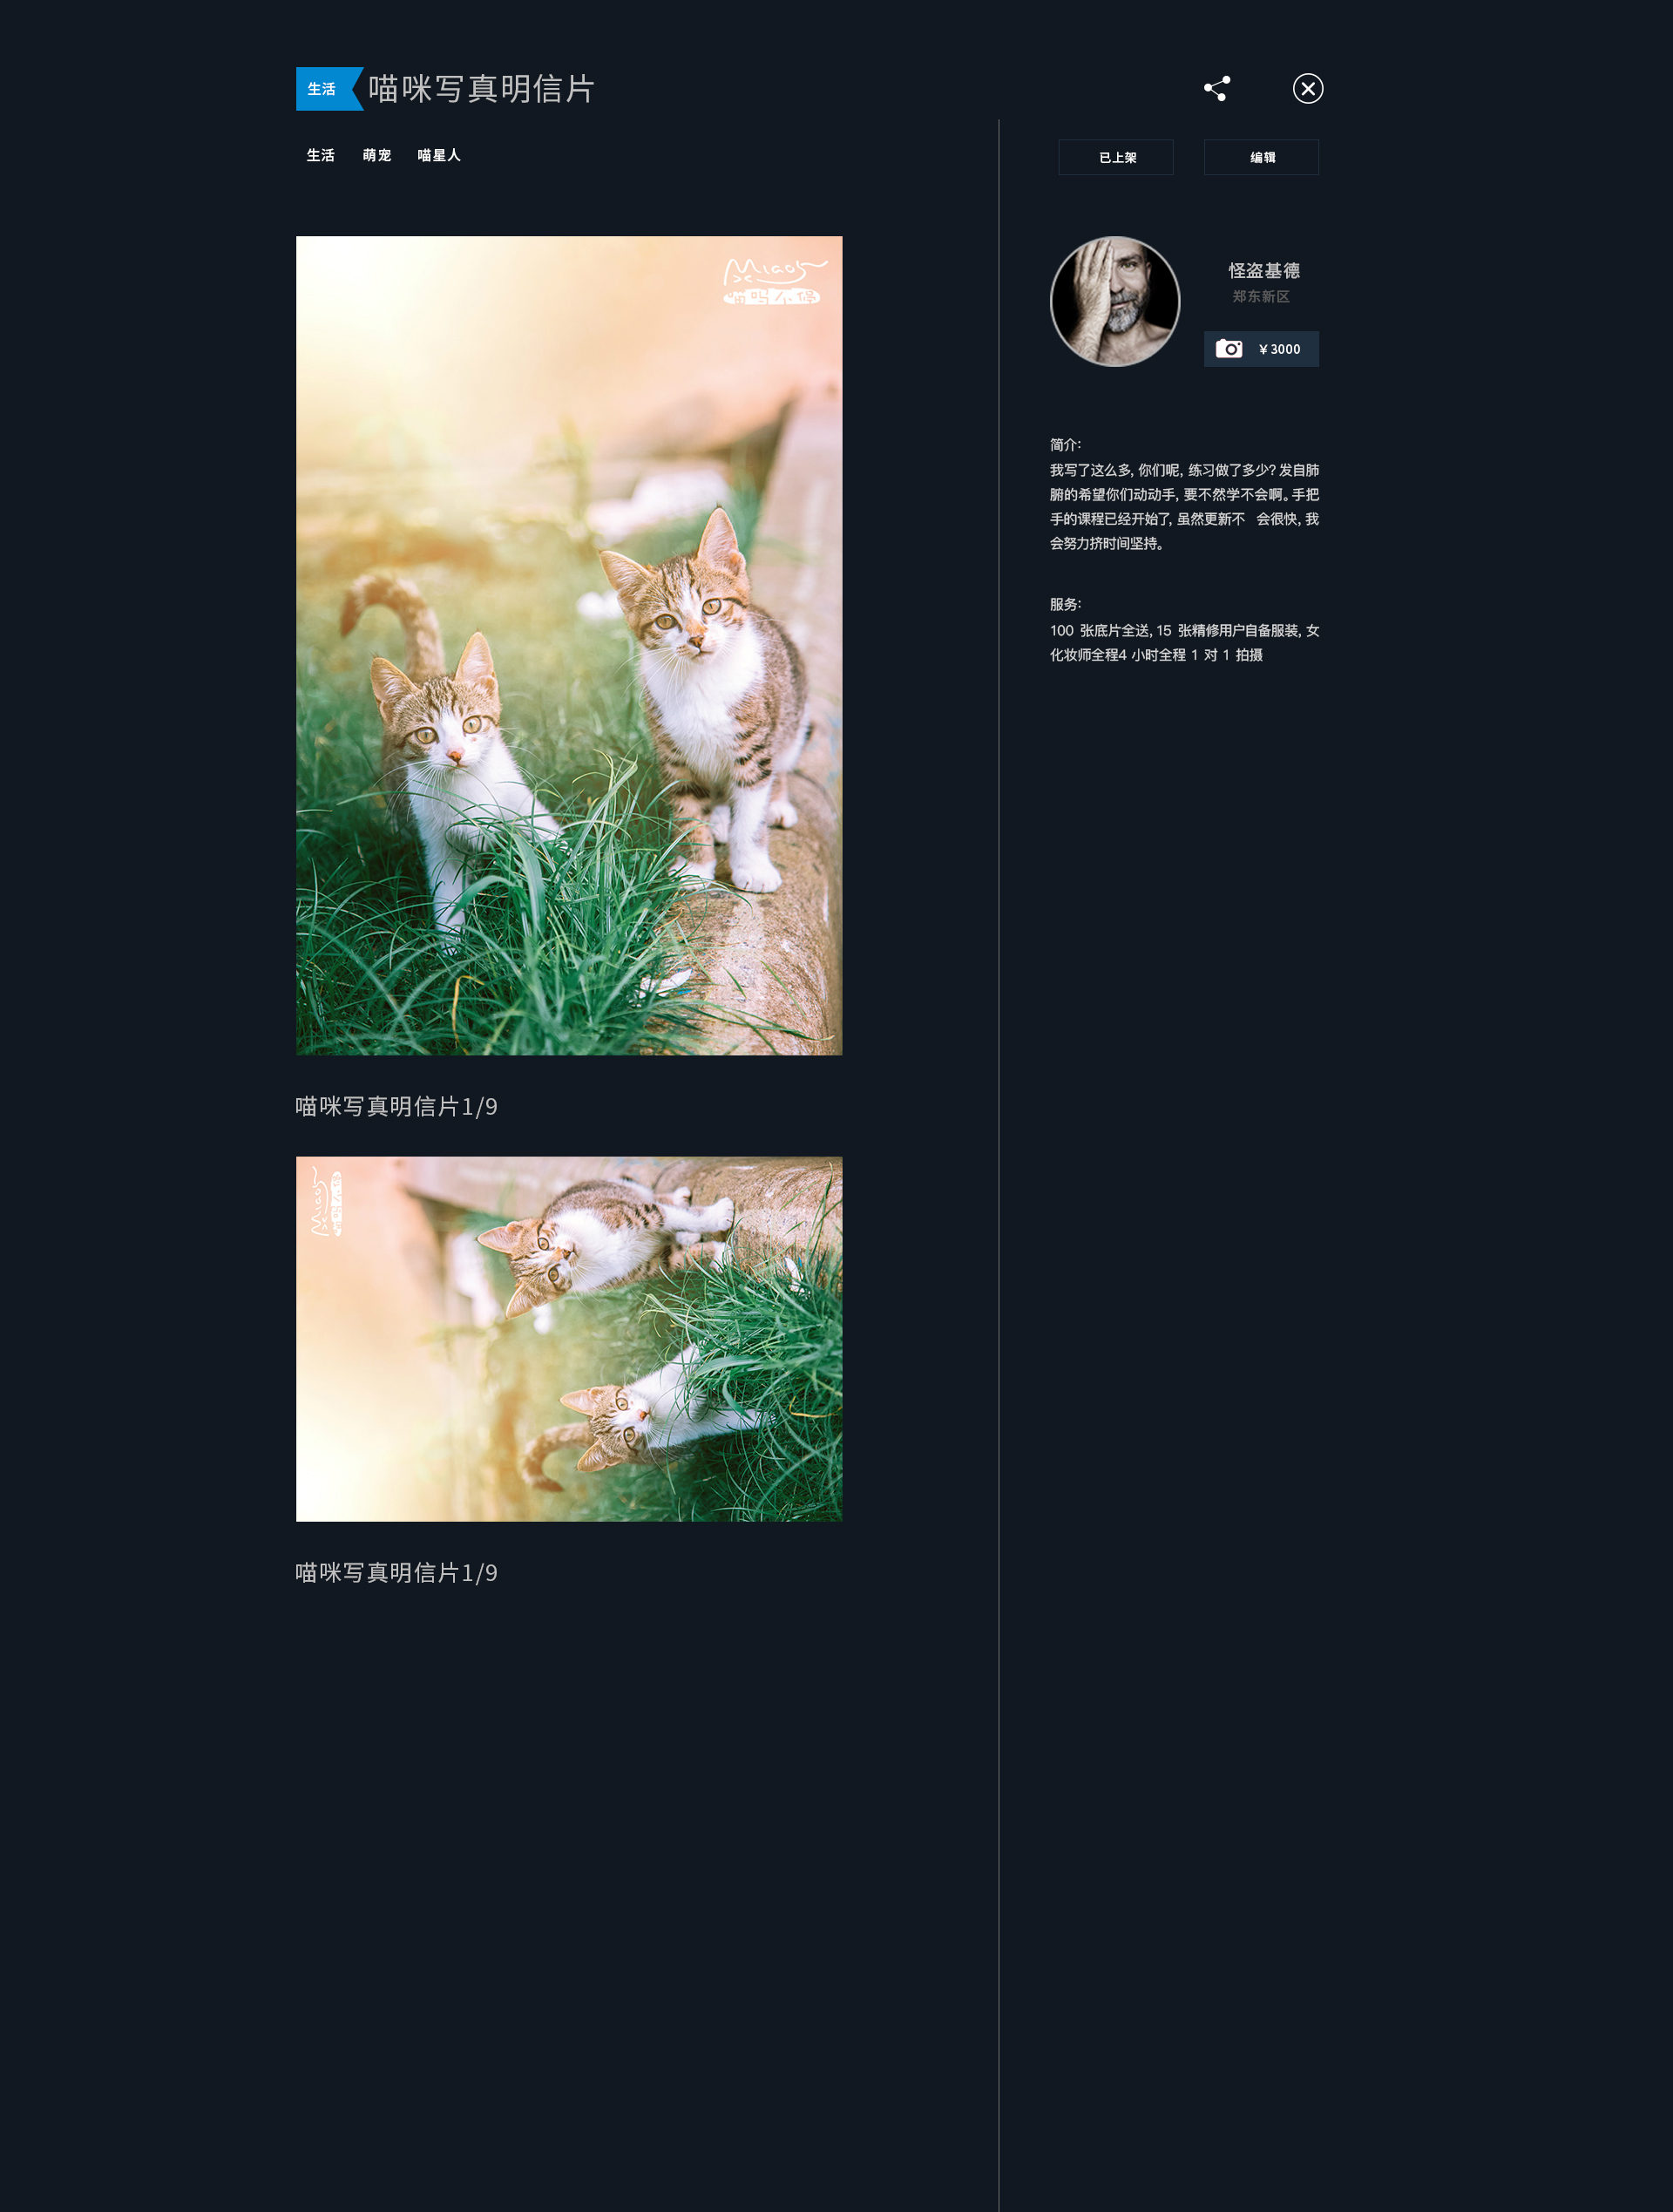 生活
喵咪写真明信片
生活 萌宠 喵星人
已上架 编辑
怪盗基德
郑东新区
¥3000
简介:
我写了这么多, 你们呢, 练习做了多少? 发自肺
腑的希望你们动动手, 要不然学不会啊。手把
手的课程已经开始了, 虽然更新不 会很快, 我
会努力挤时间坚持。
服务:
100 张底片全送, 15 张精修用户自备服装, 女
化妆师全程4 小时全程 1 对 1 拍摄
喵咪写真明信片1/9
喵咪写真明信片1/9